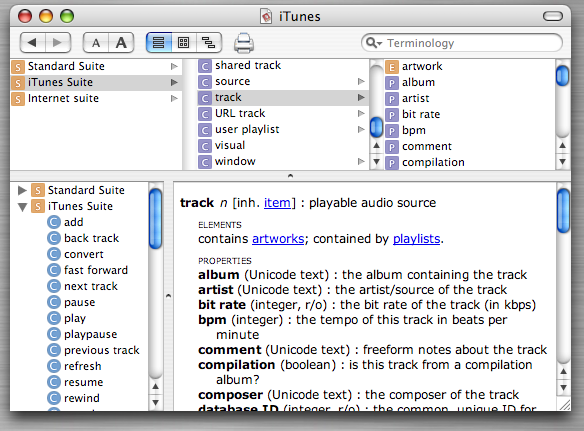 iTunes
A A
Terminology
S Standard Suite
S iTunes Suite
S Internet suite
C shared track
C source
C track
C URL track
C user playlist
C visual
C window
E artwork
P album
P artist
P bit rate
P bpm
P comment
P compilation
S Standard Suite
S iTunes Suite
C add
C back track
C convert
C fast forward
C next track
C pause
C play
C playpause
C previous track
C refresh
C resume
C rewind
track n [inh. item] : playable audio source
ELEMENTS
contains artworks; contained by playlists.
PROPERTIES
album (Unicode text) : the album containing the track
artist (Unicode text) : the artist/source of the track
bit rate (integer, r/o) : the bit rate of the track (in kbps)
bpm (integer) : the tempo of this track in beats per
minute
comment (Unicode text) : freeform notes about the track
compilation (boolean) : is this track from a compilation
album?
composer (Unicode text) : the composer of the track
database ID (integer, r/o) : the common, unique ID for